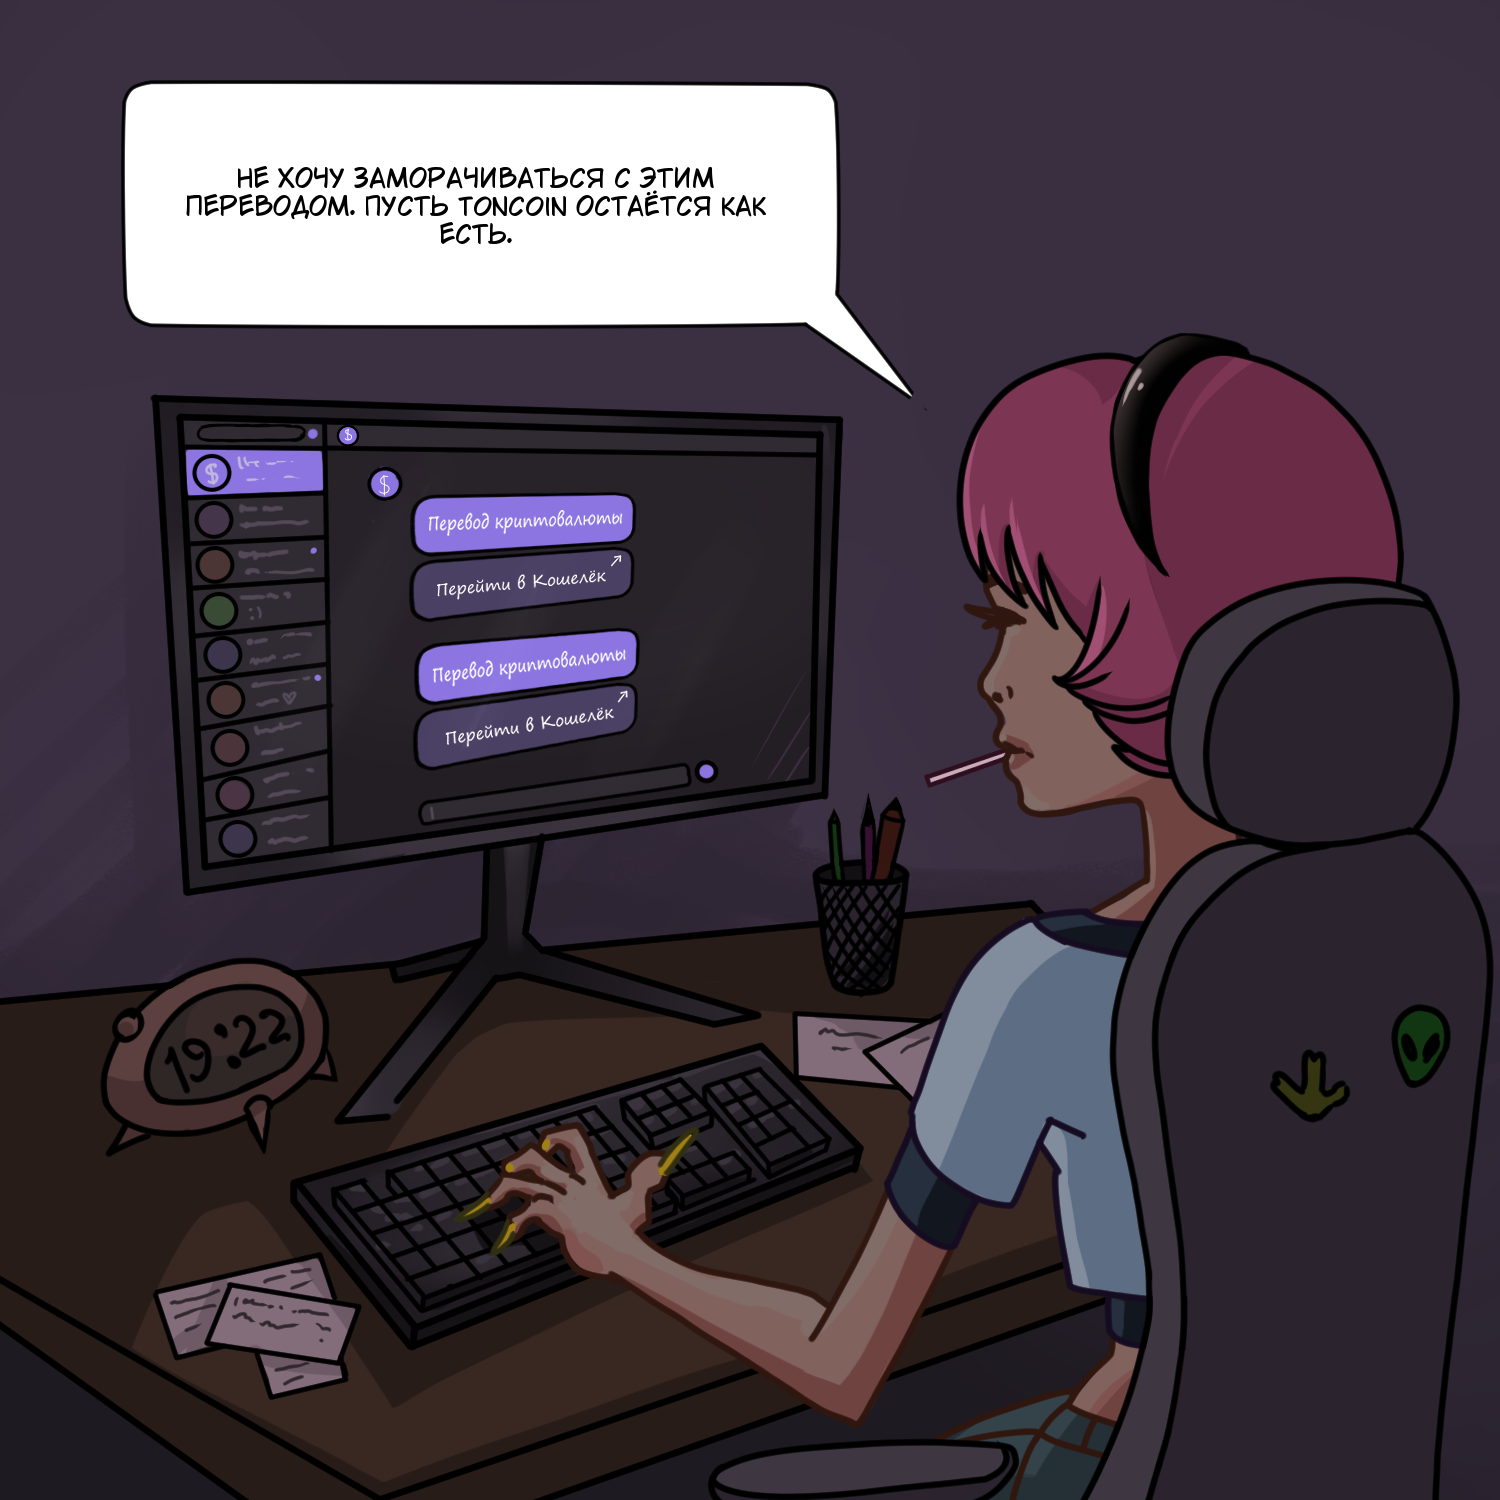 НЕ ХОЧУ ЗАМОРАЧИВАТЬСЯ С ЭТИМ
ПЕРЕВОДОМ. ПУСТЬ TONCOIN ОСТАЁТСЯ КАК
ЕСТЬ.
$
$
$
Перевод криптовалюты
Перейти в Кошелёк
:)
Перевод криптовалюты
Перейти в Кошелёк
19:22